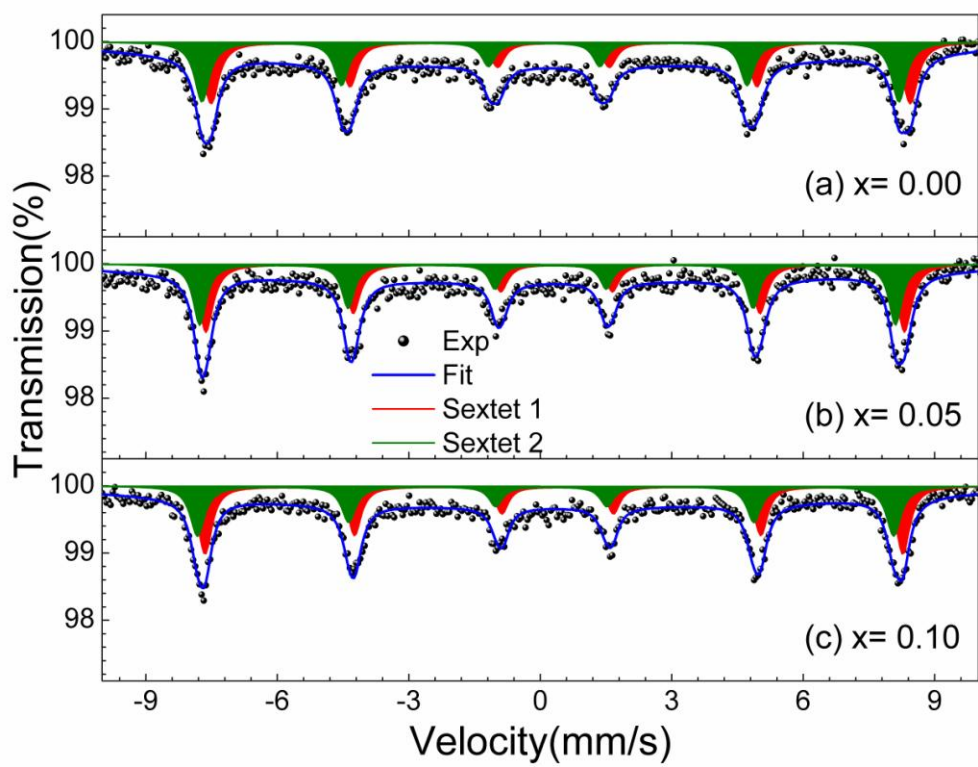 100
99
98
(a) x= 0.00
100
99
98
Exp
Fit
Sextet 1
Sextet 2
(b) x= 0.05
100
99
98
(c) x= 0.10
Transmission(%)
-9 -6 -3 0 3 6 9
Velocity(mm/s)